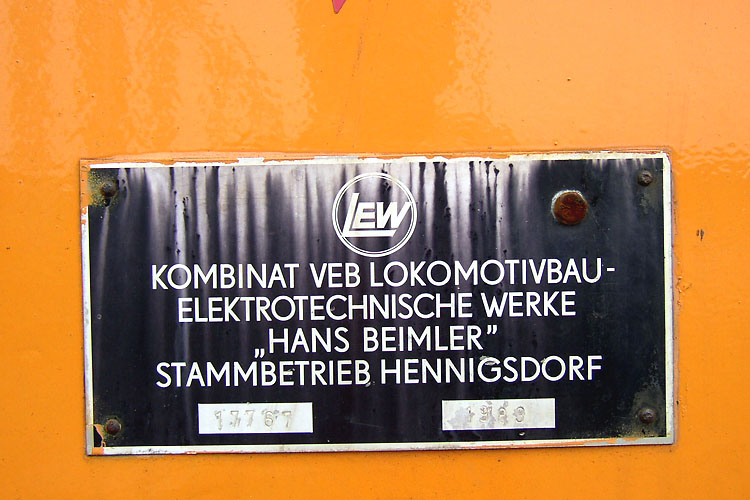 LEW
KOMBINAT VEB LOKOMOTIVBAU-
ELEKTROTECHNISCHE WERKE
„HANS BEIMLER”
STAMMBETRIEB HENNIGSDORF